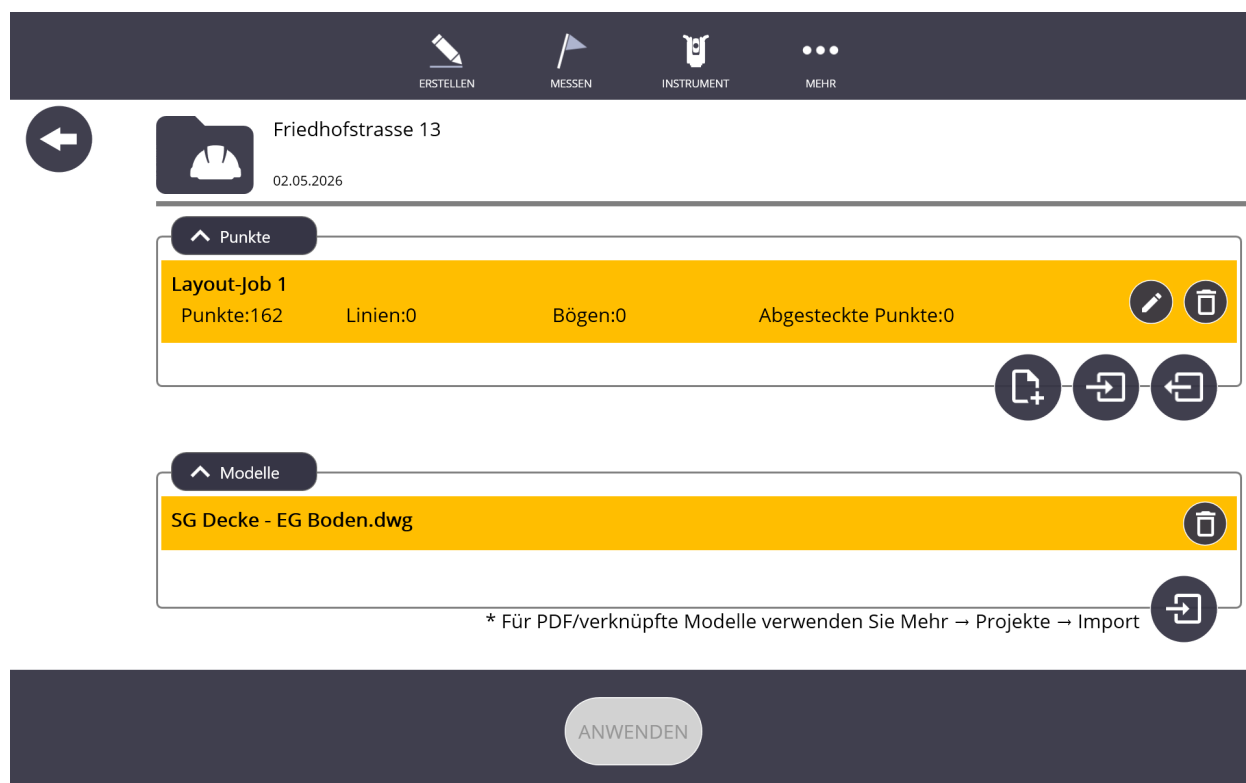 ERSTELLEN MESSEN INSTRUMENT MEHR
Friedhofstrasse 13
02.05.2026
Punkte
Layout-Job 1
Punkte:162 Linien:0 Bögen:0 Abgesteckte Punkte:0
Modelle
SG Decke - EG Boden.dwg
* Für PDF/verknüpfte Modelle verwenden Sie Mehr → Projekte → Import
ANWENDEN